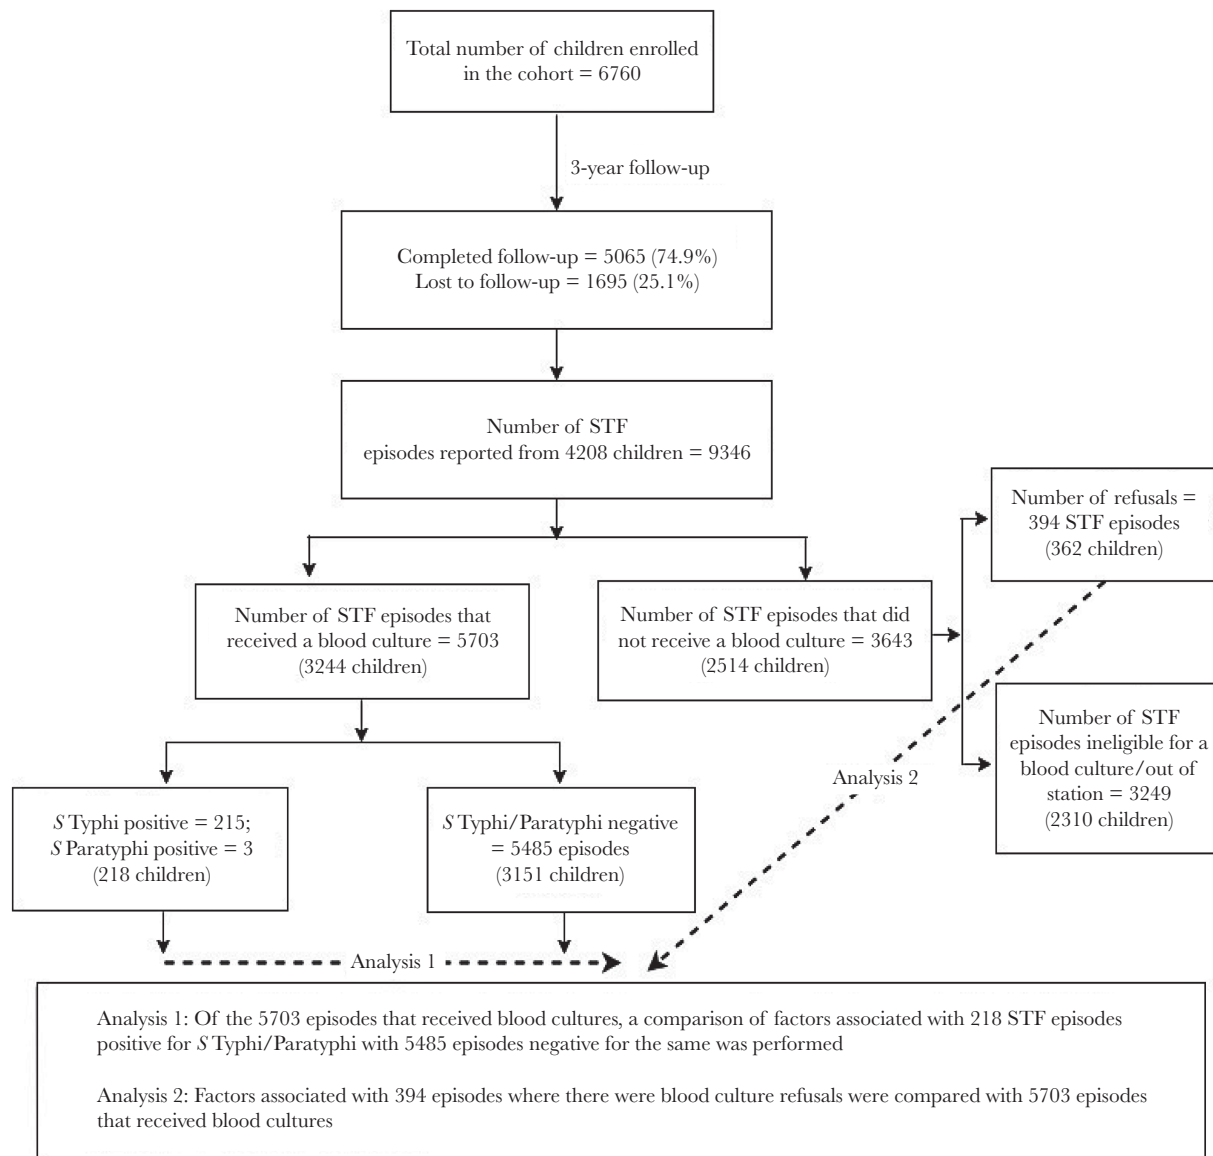 Total number of children enrolled
in the cohort = 6760
3-year follow-up
Completed follow-up = 5065 (74.9%)
Lost to follow-up = 1695 (25.1%)
Number of STF
episodes reported from 4208 children = 9346
Number of refusals =
394 STF episodes
(362 children)
Number of STF episodes that
received a blood culture = 5703
(3244 children)
Number of STF episodes that did
not receive a blood culture = 3643
(2514 children)
Number of STF
episodes ineligible for a
blood culture/out of
station = 3249
(2310 children)
Analysis 2
S Typhi positive = 215;
S Paratyphi positive = 3
(218 children)
S Typhi/Paratyphi negative
= 5485 episodes
(3151 children)
Analysis 1
Analysis 1: Of the 5703 episodes that received blood cultures, a comparison of factors associated with 218 STF episodes
positive for S Typhi/Paratyphi with 5485 episodes negative for the same was performed
Analysis 2: Factors associated with 394 episodes where there were blood culture refusals were compared with 5703 episodes
that received blood cultures